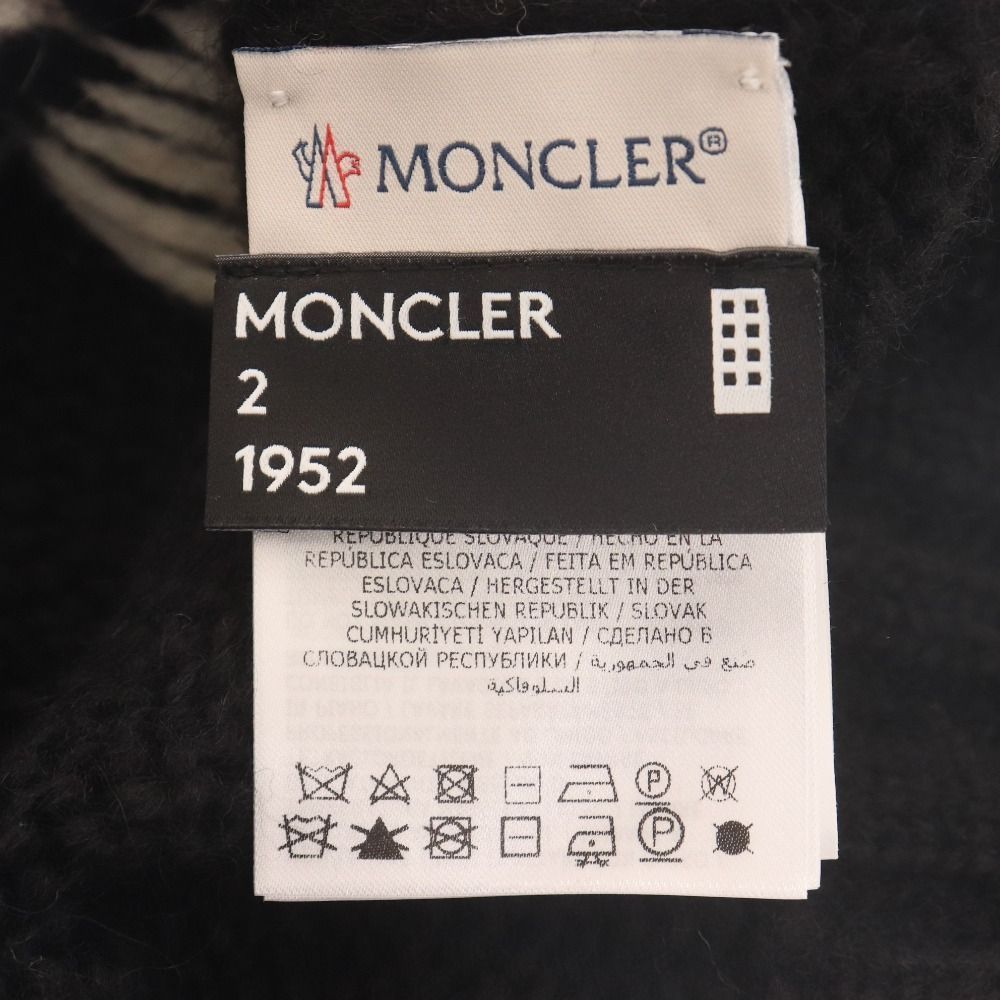 MONCLER®
MONCLER
2
1952
RÉPUBLIQUE SLOVAQUE / HECHO EN LA
REPÚBLICA ESLOVACA / FEITA EM REPÚBLICA
ESLOVACA / HERGESTELLT IN DER
SLOWAKISCHEN REPUBLIK / SLOVAK
CUMHURİYETİ YAPILAN / СДЕЛАНО В
СЛОВАЦКОЙ РЕСПУБЛИКИ / صنع في الجمهورية
السلوفاكية
P W
P